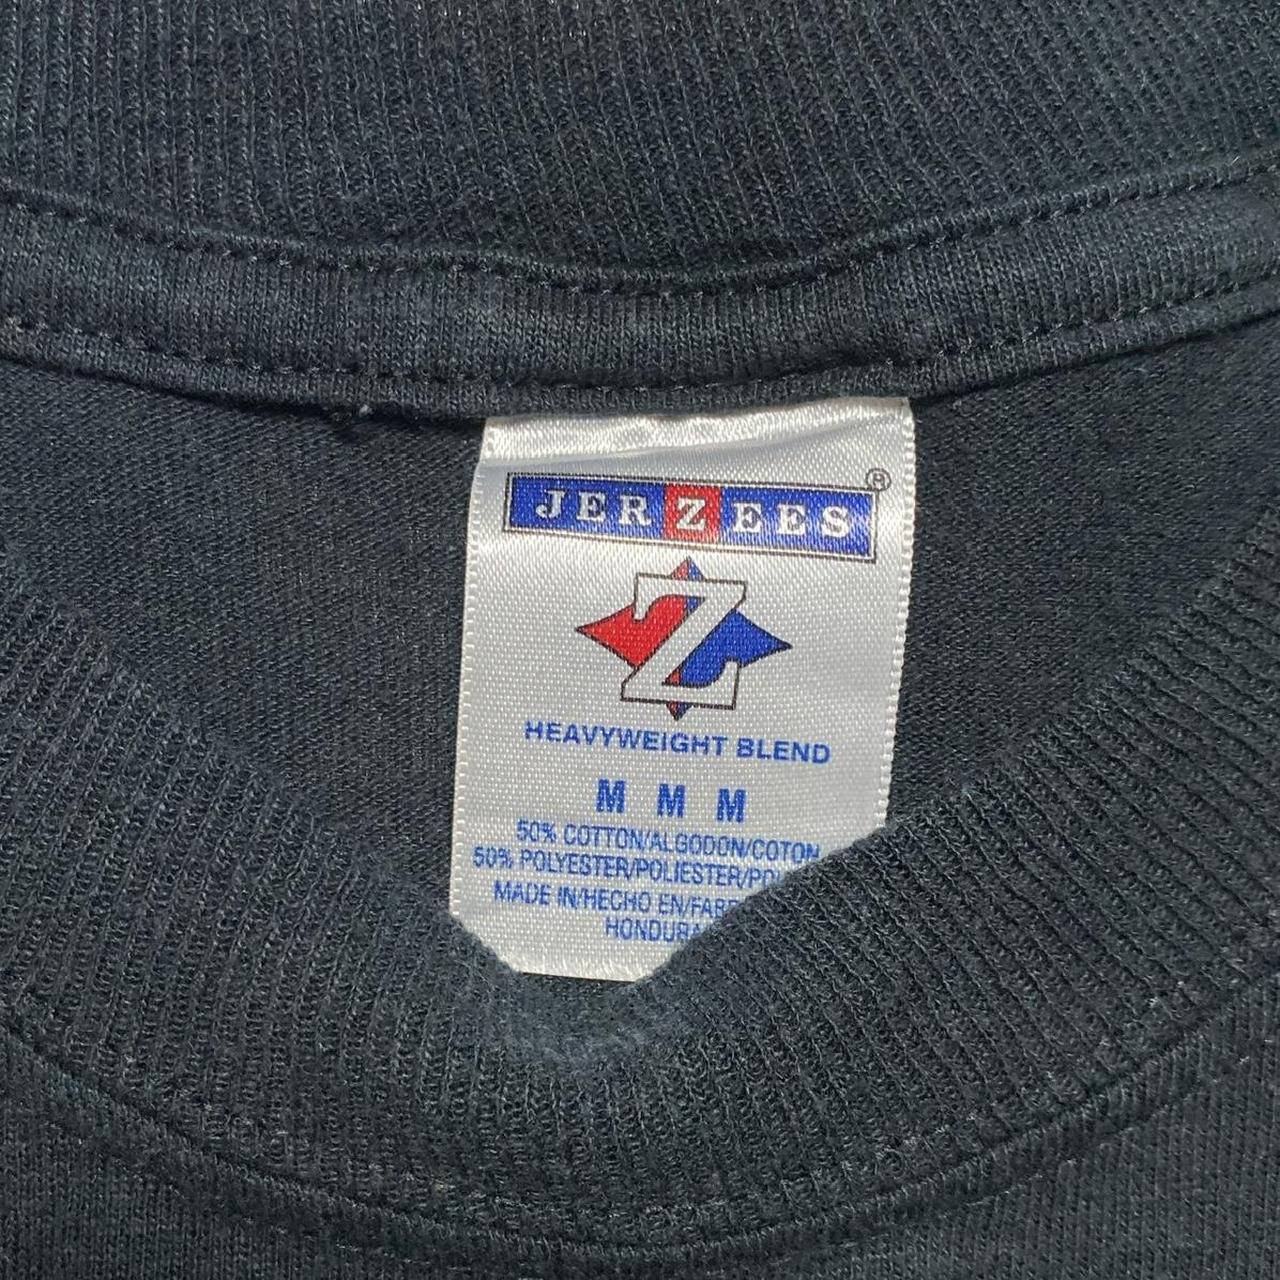 JERZEES®
Z
HEAVYWEIGHT BLEND
M M M
50% COTTON/ALGODON/COTON
50% POLYESTER/POLIESTER/
MADE IN/HECHO EN/